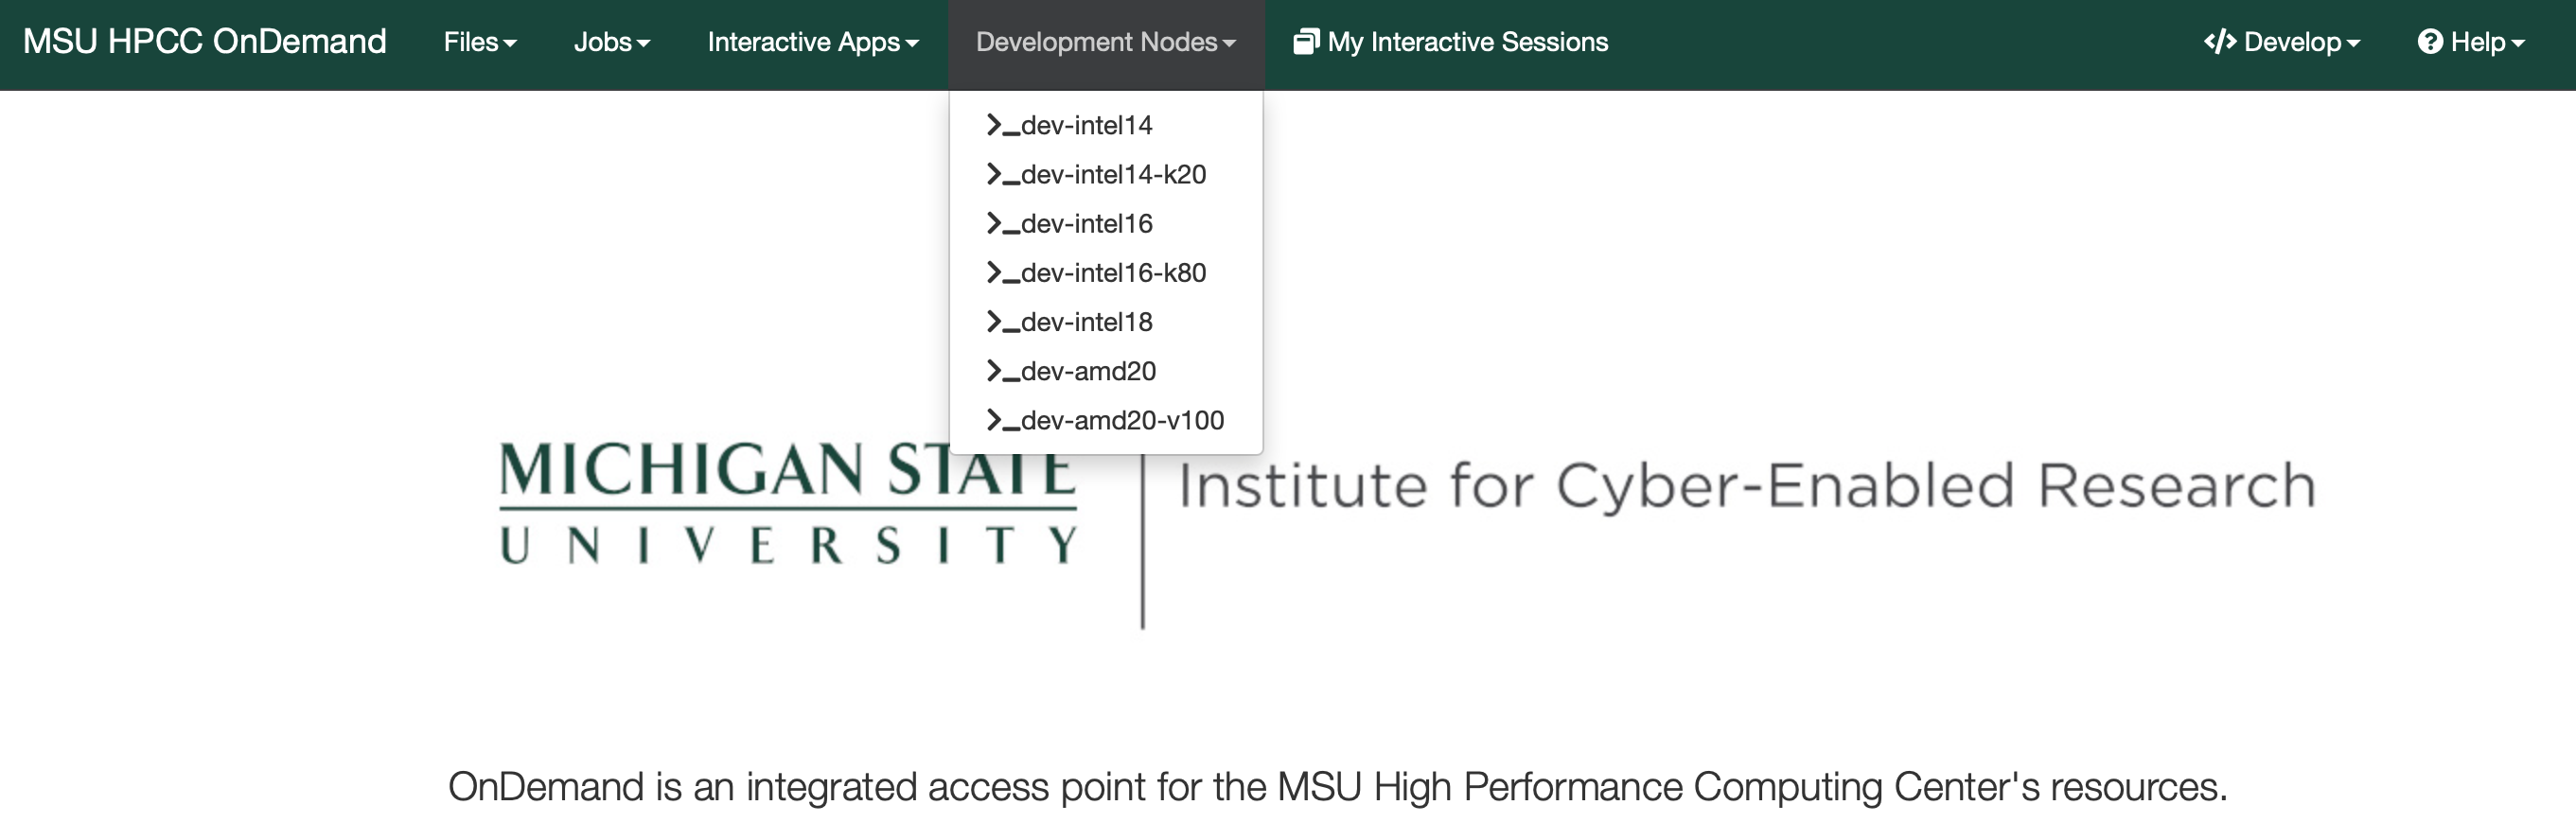 MSU HPCC OnDemand Files Jobs Interactive Apps Development Nodes My Interactive Sessions </> Develop Help
>_dev-intel14
>_dev-intel14-k20
>_dev-intel16
>_dev-intel16-k80
>_dev-intel18
>_dev-amd20
>_dev-amd20-v100
MICHIGAN STATE
UNIVERSITY
Institute for Cyber-Enabled Research
OnDemand is an integrated access point for the MSU High Performance Computing Center's resources.